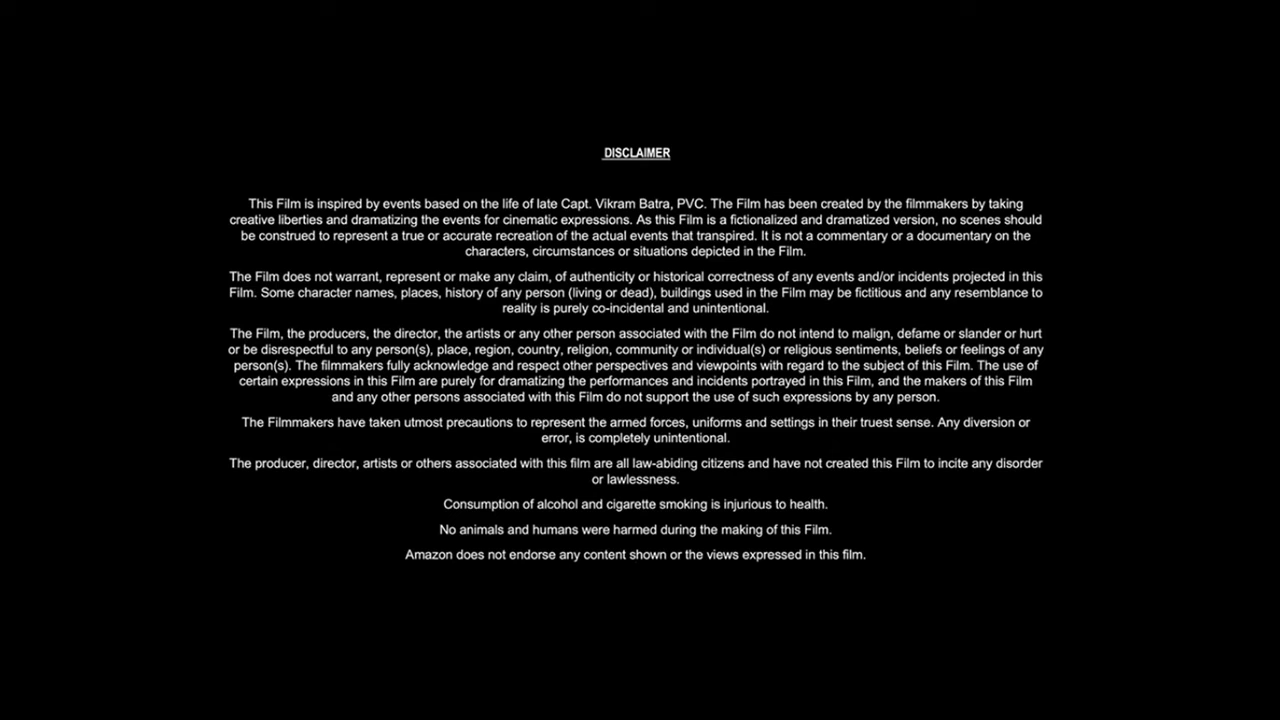 DISCLAIMER
This Film is inspired by events based on the life of late Capt. Vikram Batra, PVC. The Film has been created by the filmmakers by taking
creative liberties and dramatizing the events for cinematic expressions. As this Film is a fictionalized and dramatized version, no scenes should
be construed to represent a true or accurate recreation of the actual events that transpired. It is not a commentary or a documentary on the
characters, circumstances or situations depicted in the Film.
The Film does not warrant, represent or make any claim, of authenticity or historical correctness of any events and/or incidents projected in this
Film. Some character names, places, history of any person (living or dead), buildings used in the Film may be fictitious and any resemblance to
reality is purely co-incidental and unintentional.
The Film, the producers, the director, the artists or any other person associated with the Film do not intend to malign, defame or slander or hurt
or be disrespectful to any person(s), place, region, country, religion, community or individual(s) or religious sentiments, beliefs or feelings of any
person(s). The filmmakers fully acknowledge and respect other perspectives and viewpoints with regard to the subject of this Film. The use of
certain expressions in this Film are purely for dramatizing the performances and incidents portrayed in this Film, and the makers of this Film
and any other persons associated with this Film do not support the use of such expressions by any person.
The Filmmakers have taken utmost precautions to represent the armed forces, uniforms and settings in their truest sense. Any diversion or
error, is completely unintentional.
The producer, director, artists or others associated with this film are all law-abiding citizens and have not created this Film to incite any disorder
or lawlessness.
Consumption of alcohol and cigarette smoking is injurious to health.
No animals and humans were harmed during the making of this Film.
Amazon does not endorse any content shown or the views expressed in this film.